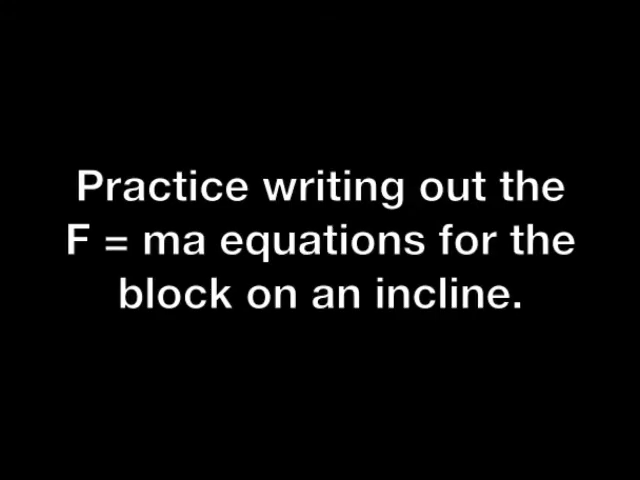 Practice writing out the
F = ma equations for the
block on an incline.